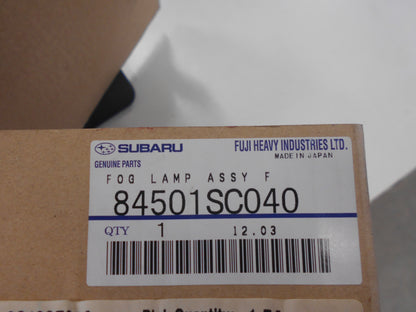 SUBARU FUJI HEAVY INDUSTRIES LTD.
GENUINE PARTS MADE IN JAPAN
FOG LAMP ASSY F
84501SC040
QTY 1 12.03